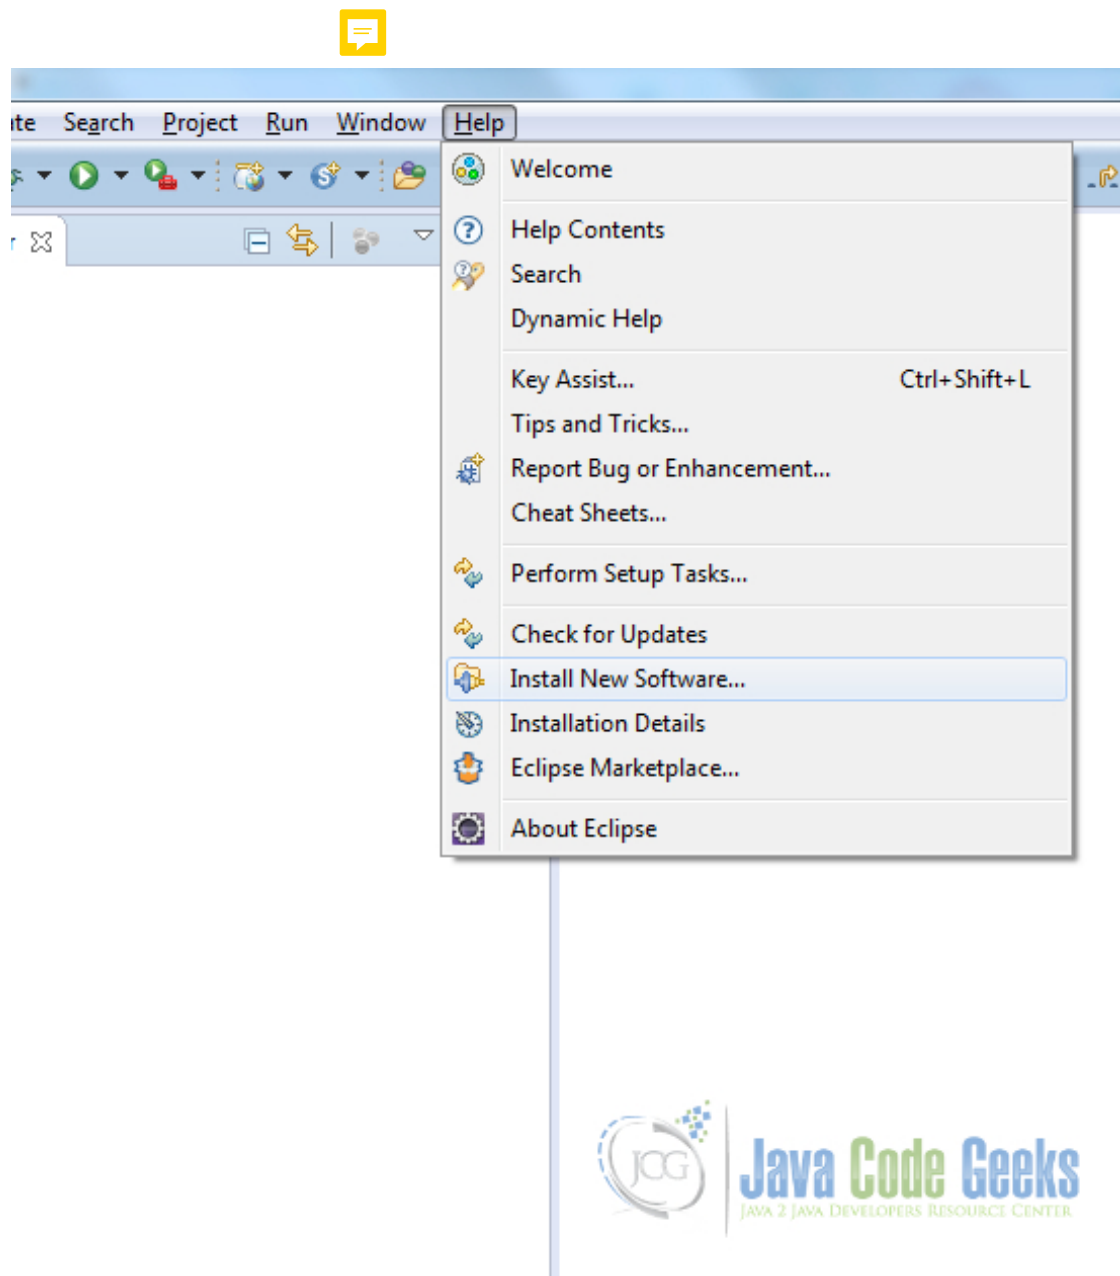 Search Project Run Window Help
Welcome
Help Contents
Search
Dynamic Help
Key Assist... Ctrl+Shift+L
Tips and Tricks...
Report Bug or Enhancement...
Cheat Sheets...
Perform Setup Tasks...
Check for Updates
Install New Software...
Installation Details
Eclipse Marketplace...
About Eclipse
JCG
Java Code Geeks
JAVA 2 JAVA DEVELOPERS RESOURCE CENTER